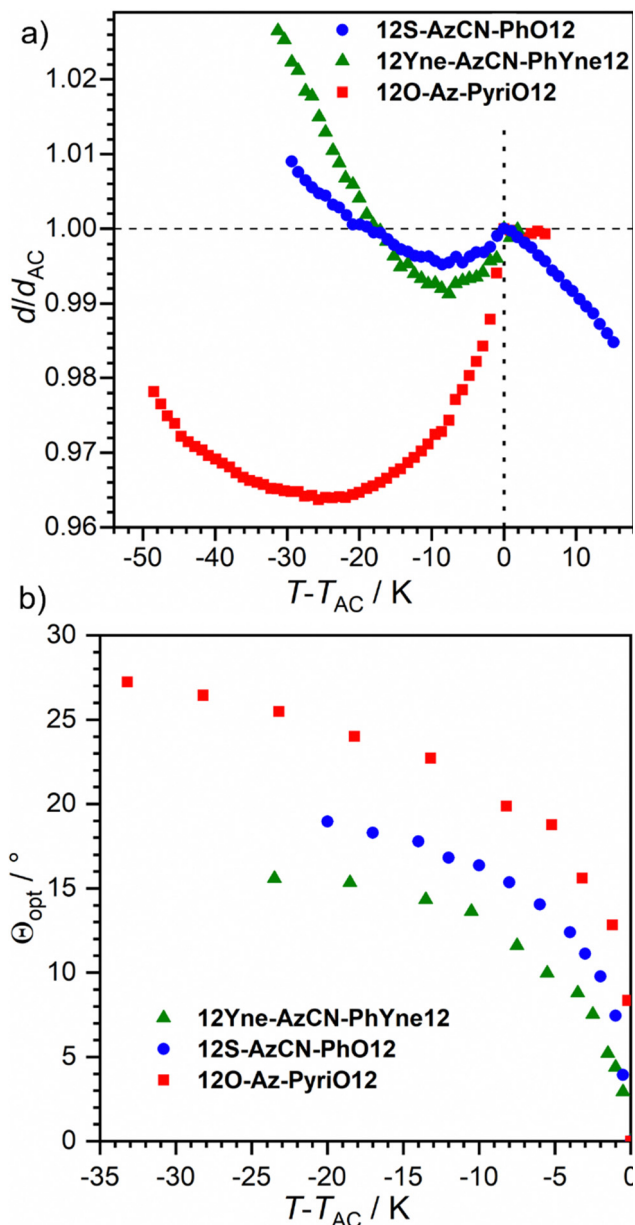 a)
12S-AzCN-PhO12
12Yne-AzCN-PhYne12
12O-Az-PyriO12
d/dAC
1.02
1.01
1.00
0.99
0.98
0.97
0.96
-50 -40 -30 -20 -10 0 10
T-TAC / K
b)
Θopt / °
30
25
20
15
10
5
0
12Yne-AzCN-PhYne12
12S-AzCN-PhO12
12O-Az-PyriO12
-35 -30 -25 -20 -15 -10 -5 0
T-TAC / K